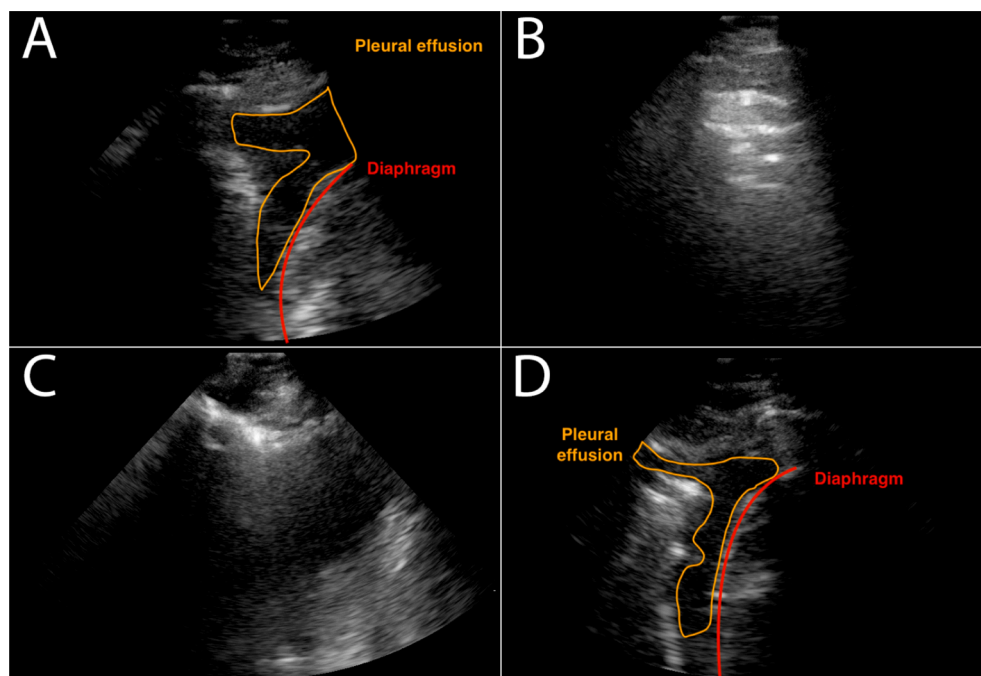 A
Pleural effusion
Diaphragm
B
C
D
Pleural
effusion
Diaphragm